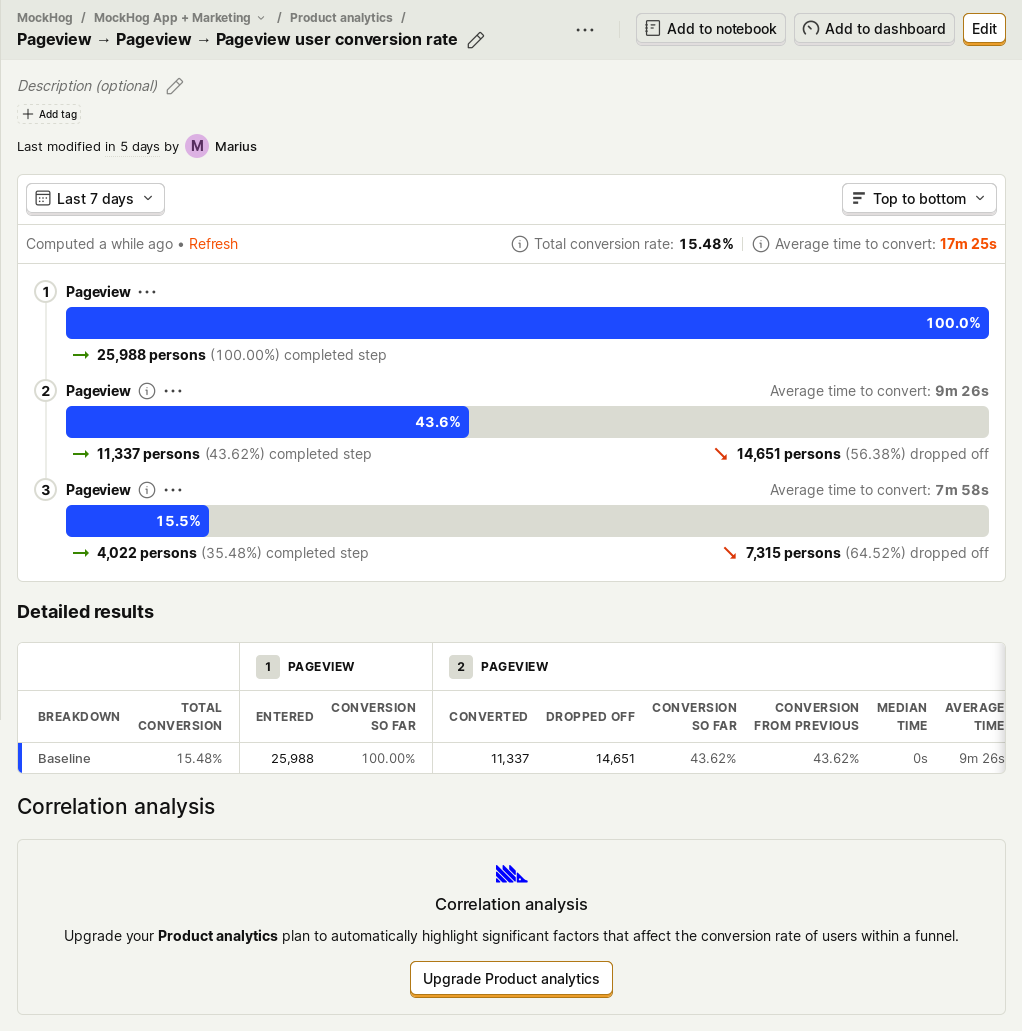 MockHog / MockHog App + Marketing / Product analytics /
Pageview → Pageview → Pageview user conversion rate
Add to notebook
Add to dashboard
Edit
Description (optional)
Add tag
Last modified in 5 days by M Marius
Last 7 days
Top to bottom
Computed a while ago • Refresh
Total conversion rate: 15.48%
Average time to convert: 17m 25s
1 Pageview
100.0%
→ 25,988 persons (100.00%) completed step
2 Pageview
Average time to convert: 9m 26s
43.6%
→ 11,337 persons (43.62%) completed step
14,651 persons (56.38%) dropped off
3 Pageview
Average time to convert: 7m 58s
15.5%
→ 4,022 persons (35.48%) completed step
7,315 persons (64.52%) dropped off
Detailed results
1 PAGEVIEW
2 PAGEVIEW
BREAKDOWN
TOTAL
CONVERSION
ENTERED
CONVERSION
SO FAR
CONVERTED
DROPPED OFF
CONVERSION
SO FAR
CONVERSION
FROM PREVIOUS
MEDIAN
TIME
AVERAGE
TIME
Baseline 15.48% 25,988 100.00% 11,337 14,651 43.62% 43.62% 0s 9m 26s
Correlation analysis
Correlation analysis
Upgrade your Product analytics plan to automatically highlight significant factors that affect the conversion rate of users within a funnel.
Upgrade Product analytics